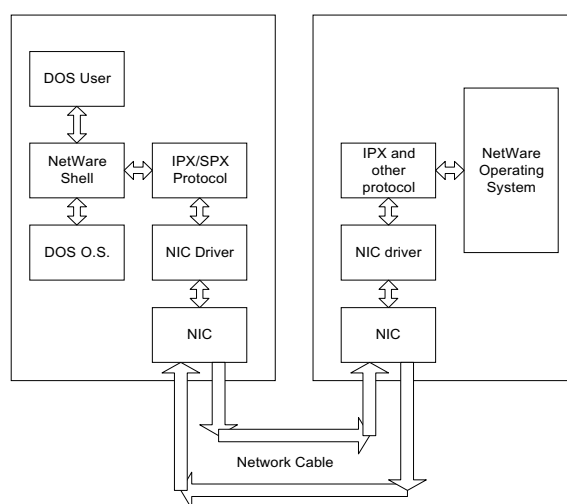 DOS User
NetWare
Shell
IPX/SPX
Protocol
DOS O.S.
NIC Driver
NIC
IPX and
other
protocol
NetWare
Operating
System
NIC driver
NIC
Network Cable